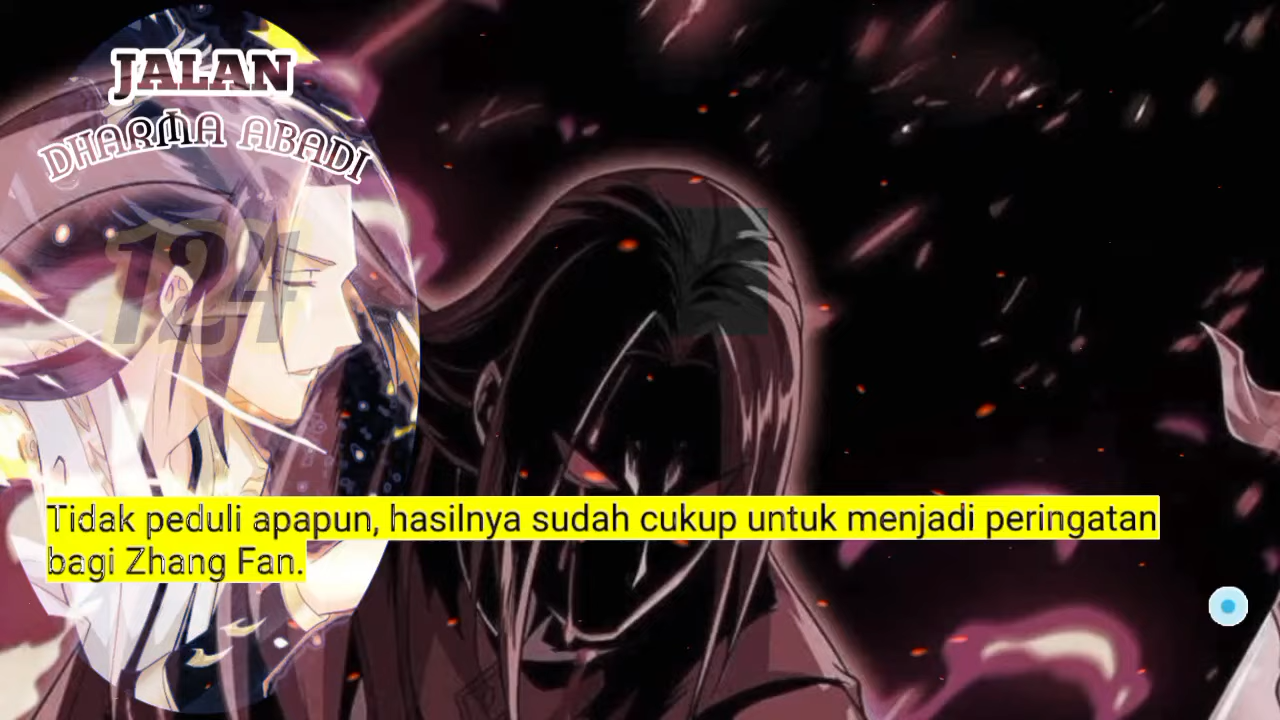 JALAN
DHARMA ABADI
124
Tidak peduli apapun, hasilnya sudah cukup untuk menjadi peringatan
bagi Zhang Fan.